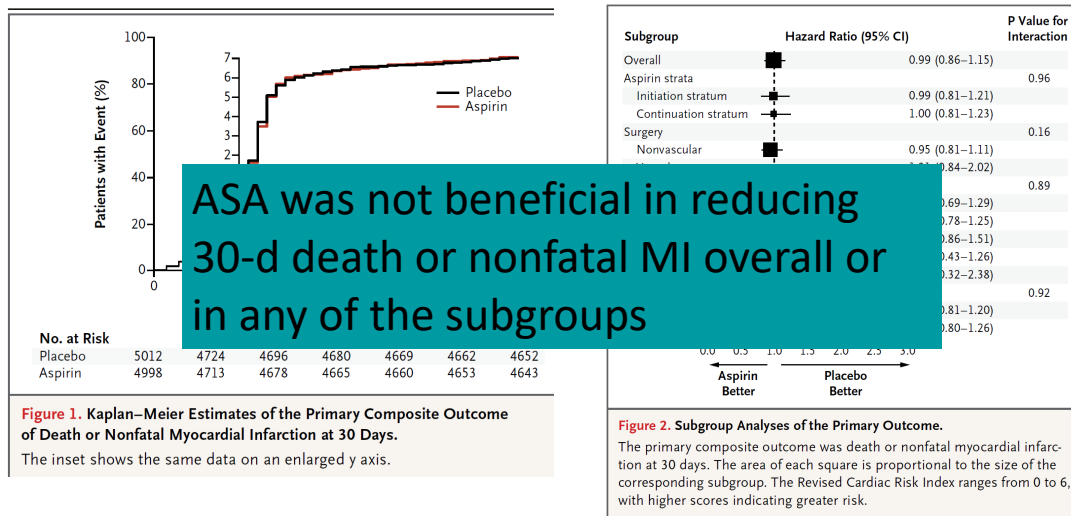 100
80
60
40
20
0
0
Patients with Event (%)
7
6
5
4
3
2
Placebo
Aspirin
No. at Risk
Placebo 5012 4724 4696 4680 4669 4662 4652
Aspirin 4998 4713 4678 4665 4660 4653 4643
Figure 1. Kaplan–Meier Estimates of the Primary Composite Outcome
of Death or Nonfatal Myocardial Infarction at 30 Days.
The inset shows the same data on an enlarged y axis.
ASA was not beneficial in reducing
30-d death or nonfatal MI overall or
in any of the subgroups
Subgroup Hazard Ratio (95% CI) P Value for
Interaction
Overall 0.99 (0.86–1.15)
Aspirin strata 0.96
Initiation stratum 0.99 (0.81–1.21)
Continuation stratum 1.00 (0.81–1.23)
Surgery 0.16
Nonvascular 0.95 (0.81–1.11)
0.84–2.02)
0.89
0.69–1.29)
0.78–1.25)
0.86–1.51)
0.43–1.26)
0.32–2.38)
0.92
0.81–1.20)
0.80–1.26)
0.0 0.5 1.0 1.5 2.0 2.5 3.0
Aspirin Placebo
Better Better
Figure 2. Subgroup Analyses of the Primary Outcome.
The primary composite outcome was death or nonfatal myocardial infarc-
tion at 30 days. The area of each square is proportional to the size of the
corresponding subgroup. The Revised Cardiac Risk Index ranges from 0 to 6,
with higher scores indicating greater risk.